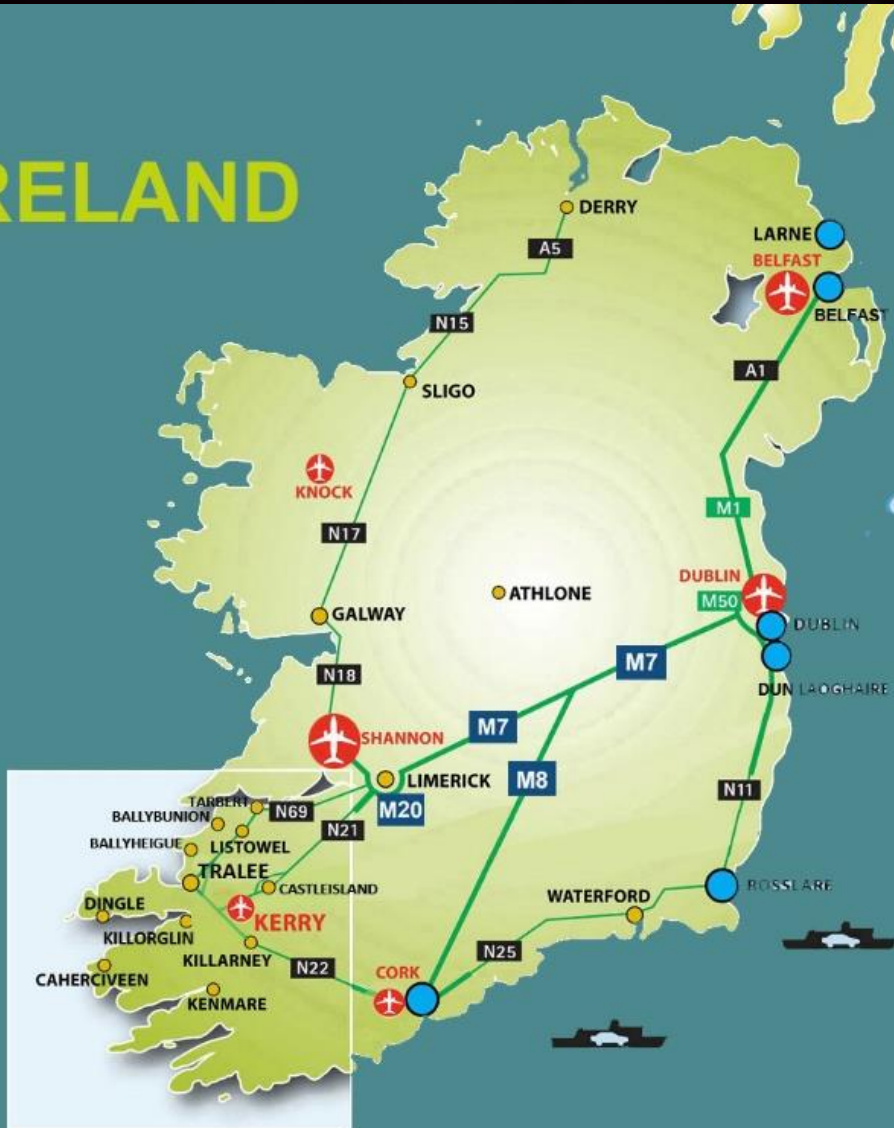 RELAND
DERRY
A5
LARNE
BELFAST
BELFAST
N15
A1
SLIGO
KNOCK
M1
N17
DUBLIN
ATHLONE
M50
GALWAY
DUBLIN
M7
N18
DUN LAOGHAIRE
M7
SHANNON
LIMERICK
M8
N11
TARBERT
N69
M20
BALLYBUNION
N21
BALLYHEIGUE
LISTOWEL
TRALEE
CASTLEISLAND
ROSSLARE
WATERFORD
DINGLE
KERRY
KILLORGLIN
N25
KILLARNEY
N22
CORK
CAHERCIVEEN
KENMARE